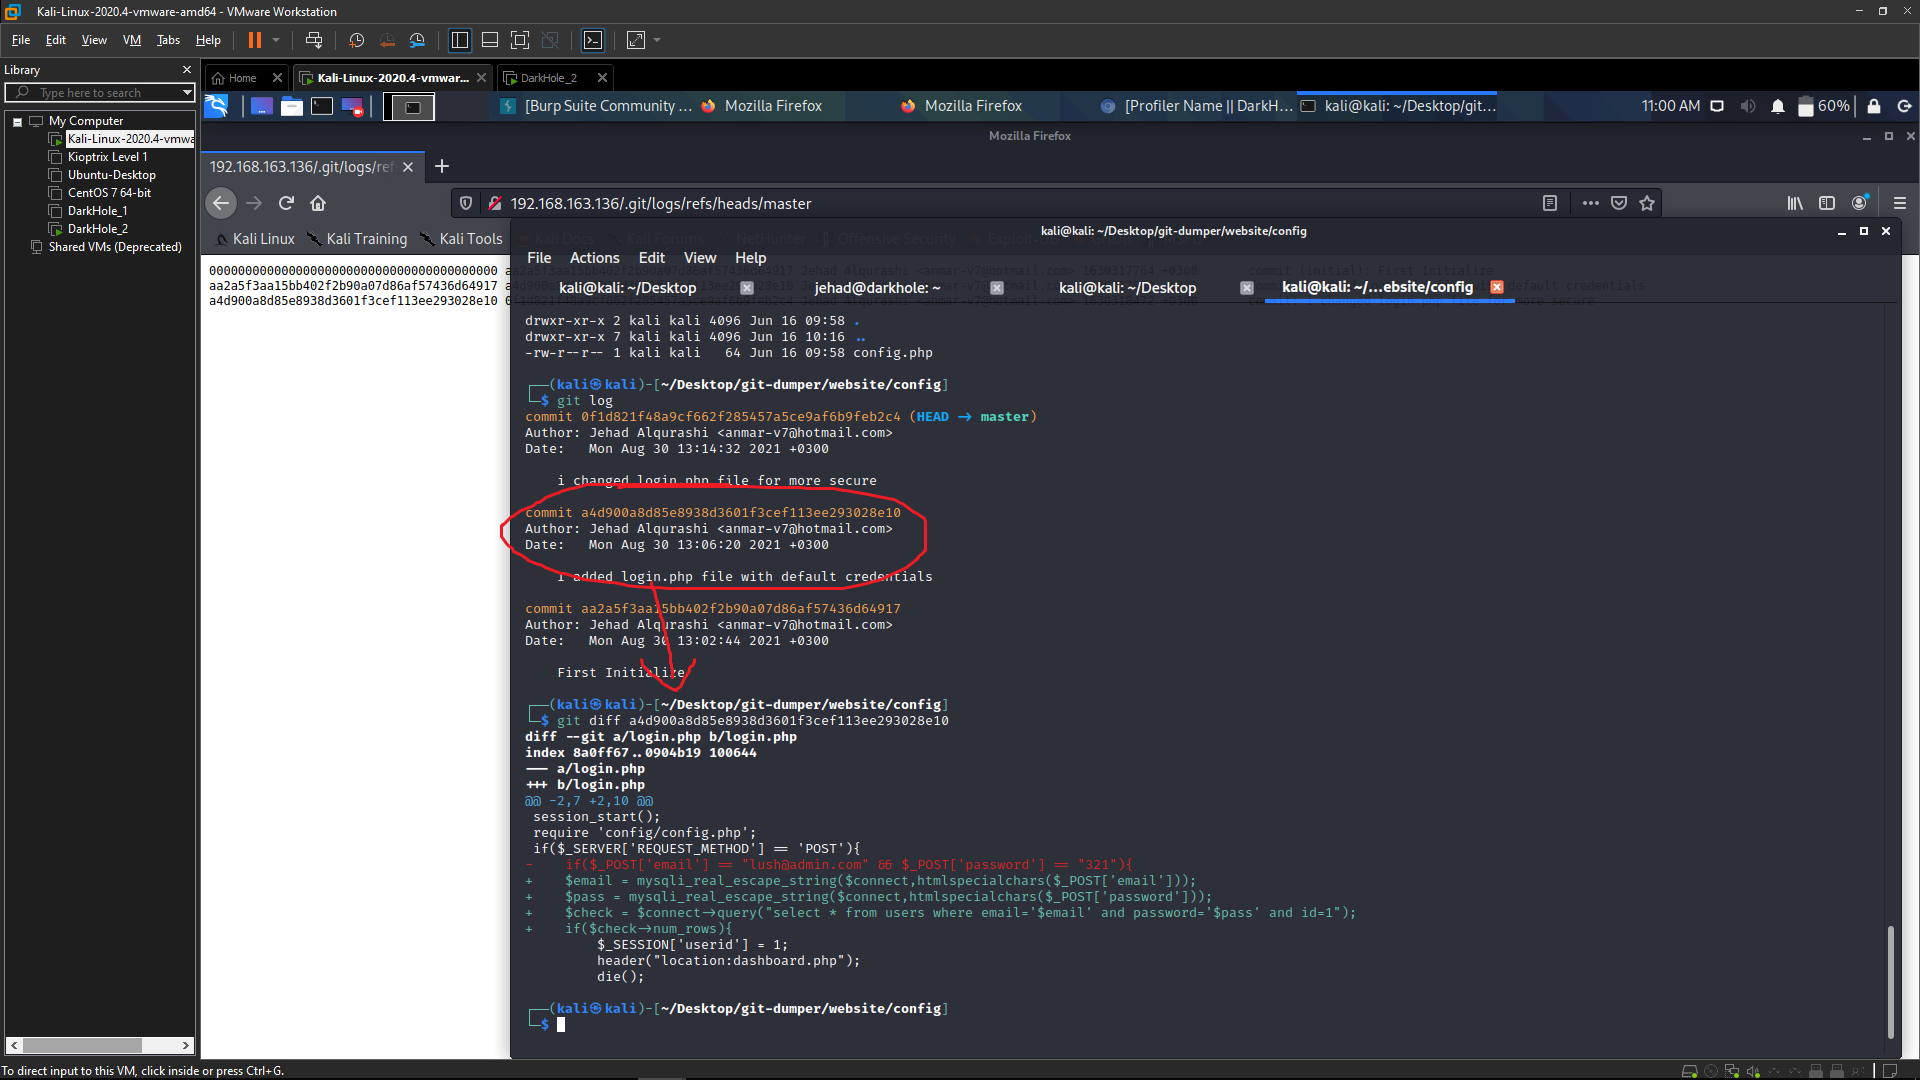 Kali-Linux-2020.4-vmware-amd64 - VMware Workstation
File Edit View VM Tabs Help
Library
Type here to search
My Computer
Kali-Linux-2020.4-vmwa
Kioptrix Level 1
Ubuntu-Desktop
CentOS 7 64-bit
DarkHole_1
DarkHole_2
Shared VMs (Deprecated)
Home
Kali-Linux-2020.4-vmwar...
DarkHole_2
[Burp Suite Community ...
Mozilla Firefox
Mozilla Firefox
[Profiler Name || DarkH...
kali@kali: ~/Desktop/git...
11:00 AM
60%
Mozilla Firefox
192.168.163.136/.git/logs/ref
192.168.163.136/.git/logs/refs/heads/master
Kali Linux
Kali Training
Kali Tools
Kali Docs
Kali Forums
NetHunter
Offensive Security
0000000000000000000000000000000000000000 aa2a5f3aa15bb402f2b90a07d86af57436d64917 Jehad Alqurashi <anmar-v7@hotmail.com> 1630317764 +0300 commit (initial): First Initialize
aa2a5f3aa15bb402f2b90a07d86af57436d64917
a4d900a8d85e8938d3601f3cef113ee293028e10
kali@kali: ~/Desktop/git-dumper/website/config
File Actions Edit View Help
kali@kali: ~/Desktop
jehad@darkhole: ~
kali@kali: ~/Desktop
kali@kali: ~/...ebsite/config
drwxr-xr-x 2 kali kali 4096 Jun 16 09:58 .
drwxr-xr-x 7 kali kali 4096 Jun 16 10:16 ..
-rw-r--r-- 1 kali kali   64 Jun 16 09:58 config.php
┌──(kali㉿kali)-[~/Desktop/git-dumper/website/config]
└─$ git log
commit 0f1d821f48a9cf662f285457a5ce9af6b9feb2c4 (HEAD -> master)
Author: Jehad Alqurashi <anmar-v7@hotmail.com>
Date:   Mon Aug 30 13:14:32 2021 +0300
i changed login.php file for more secure
commit a4d900a8d85e8938d3601f3cef113ee293028e10
Author: Jehad Alqurashi <anmar-v7@hotmail.com>
Date:   Mon Aug 30 13:06:20 2021 +0300
I added login.php file with default credentials
commit aa2a5f3aa15bb402f2b90a07d86af57436d64917
Author: Jehad Alqurashi <anmar-v7@hotmail.com>
Date:   Mon Aug 30 13:02:44 2021 +0300
First Initialize
┌──(kali㉿kali)-[~/Desktop/git-dumper/website/config]
└─$ git diff a4d900a8d85e8938d3601f3cef113ee293028e10
diff --git a/login.php b/login.php
index 8a0ff67..0904b19 100644
--- a/login.php
+++ b/login.php
@@ -2,7 +2,10 @@
 session_start();
 require 'config/config.php';
 if($_SERVER['REQUEST_METHOD'] == 'POST'){
-    if($_POST['email'] == "lush@admin.com" && $_POST['password'] == "321"){
+    $email = mysqli_real_escape_string($connect,htmlspecialchars($_POST['email']));
+    $pass = mysqli_real_escape_string($connect,htmlspecialchars($_POST['password']));
+    $check = $connect->query("select * from users where email='$email' and password='$pass' and id=1");
+    if($check->num_rows){
         $_SESSION['userid'] = 1;
         header("location:dashboard.php");
         die();
┌──(kali㉿kali)-[~/Desktop/git-dumper/website/config]
└─$
To direct input to this VM, click inside or press Ctrl+G.